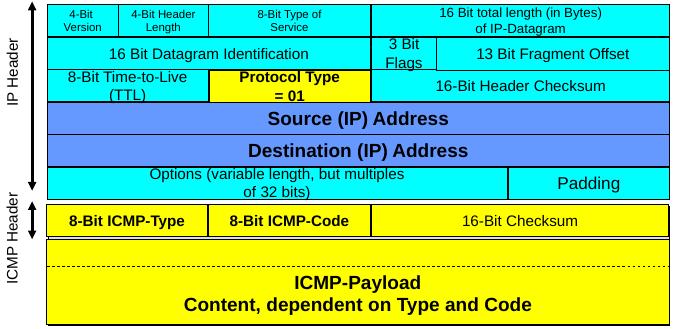 IP Header
4-Bit
Version
4-Bit Header
Length
8-Bit Type of
Service
16 Bit total length (in Bytes)
of IP-Datagram
16 Bit Datagram Identification
3 Bit
Flags
13 Bit Fragment Offset
8-Bit Time-to-Live
(TTL)
Protocol Type
= 01
16-Bit Header Checksum
Source (IP) Address
Destination (IP) Address
Options (variable length, but multiples
of 32 bits)
Padding
ICMP Header
8-Bit ICMP-Type
8-Bit ICMP-Code
16-Bit Checksum
ICMP-Payload
Content, dependent on Type and Code